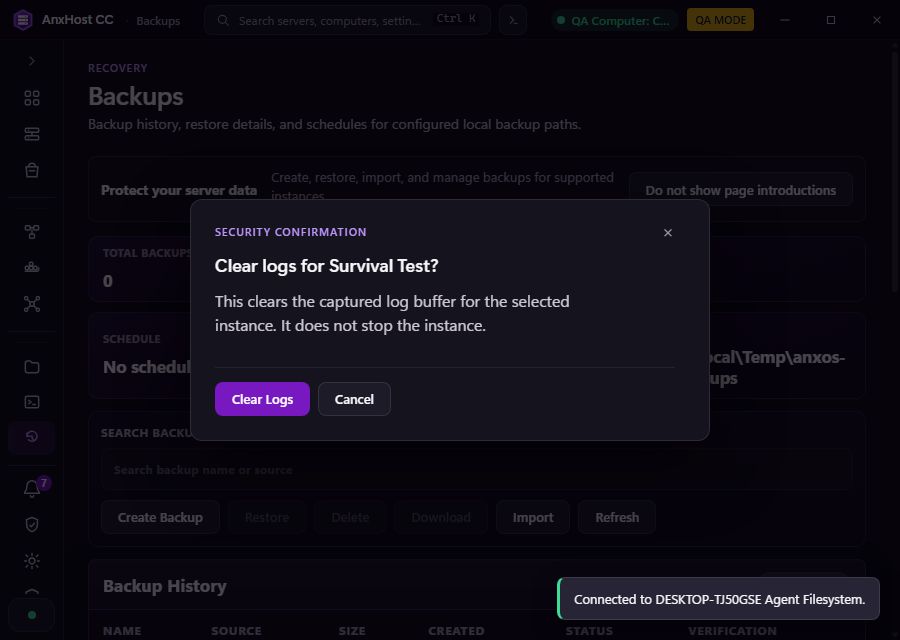 AnxHost CC · Backups
Search servers, computers, settin...
Ctrl K
QA Computer: C...
QA MODE
RECOVERY
Backups
Backup history, restore details, and schedules for configured local backup paths.
Protect your server data
Create, restore, import, and manage backups for supported
instances.
Do not show page introductions
TOTAL BACKUPS
0
SCHEDULE
No schedul
ocal\Temp\anxos-
ups
SECURITY CONFIRMATION
Clear logs for Survival Test?
This clears the captured log buffer for the selected
instance. It does not stop the instance.
Clear Logs
Cancel
SEARCH BACKU
Search backup name or source
Create Backup
Restore
Delete
Download
Import
Refresh
7
Backup History
Connected to DESKTOP-TJ50GSE Agent Filesystem.
NAME
SOURCE
SIZE
CREATED
STATUS
VERIFICATION